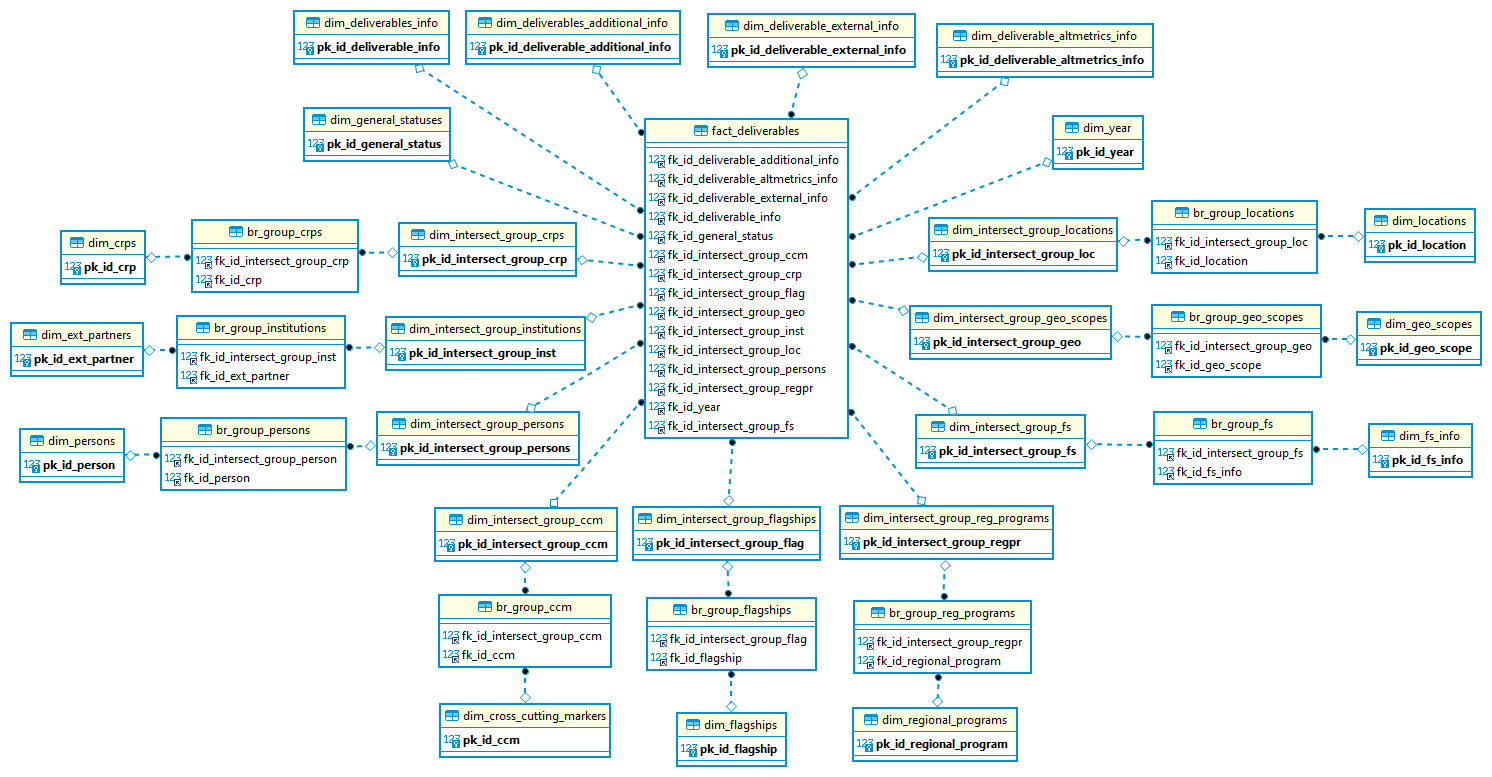 dim_deliverables_info
123 pk_id_deliverable_info
dim_deliverables_additional_info
123 pk_id_deliverable_additional_info
dim_deliverable_external_info
123 pk_id_deliverable_external_info
dim_deliverable_altmetrics_info
123 pk_id_deliverable_altmetrics_info
dim_general_statuses
123 pk_id_general_status
fact_deliverables
123 fk_id_deliverable_additional_info
123 fk_id_deliverable_altmetrics_info
123 fk_id_deliverable_external_info
123 fk_id_deliverable_info
123 fk_id_general_status
123 fk_id_intersect_group_ccm
123 fk_id_intersect_group_crp
123 fk_id_intersect_group_flag
123 fk_id_intersect_group_geo
123 fk_id_intersect_group_inst
123 fk_id_intersect_group_loc
123 fk_id_intersect_group_persons
123 fk_id_intersect_group_regpr
123 fk_id_year
123 fk_id_intersect_group_fs
dim_year
123 pk_id_year
dim_crps
123 pk_id_crp
br_group_crps
123 fk_id_intersect_group_crp
123 fk_id_crp
dim_intersect_group_crps
123 pk_id_intersect_group_crp
dim_intersect_group_locations
123 pk_id_intersect_group_loc
br_group_locations
123 fk_id_intersect_group_loc
123 fk_id_location
dim_locations
123 pk_id_location
dim_ext_partners
123 pk_id_ext_partner
br_group_institutions
123 fk_id_intersect_group_inst
123 fk_id_ext_partner
dim_intersect_group_institutions
123 pk_id_intersect_group_inst
dim_intersect_group_geo_scopes
123 pk_id_intersect_group_geo
br_group_geo_scopes
123 fk_id_intersect_group_geo
123 fk_id_geo_scope
dim_geo_scopes
123 pk_id_geo_scope
dim_persons
123 pk_id_person
br_group_persons
123 fk_id_intersect_group_person
123 fk_id_person
dim_intersect_group_persons
123 pk_id_intersect_group_persons
dim_intersect_group_fs
123 pk_id_intersect_group_fs
br_group_fs
123 fk_id_intersect_group_fs
123 fk_id_fs_info
dim_fs_info
123 pk_id_fs_info
dim_intersect_group_ccm
123 pk_id_intersect_group_ccm
dim_intersect_group_flagships
123 pk_id_intersect_group_flag
dim_intersect_group_reg_programs
123 pk_id_intersect_group_regpr
br_group_ccm
123 fk_id_intersect_group_ccm
123 fk_id_ccm
br_group_flagships
123 fk_id_intersect_group_flag
123 fk_id_flagship
br_group_reg_programs
123 fk_id_intersect_group_regpr
123 fk_id_regional_program
dim_cross_cutting_markers
123 pk_id_ccm
dim_flagships
123 pk_id_flagship
dim_regional_programs
123 pk_id_regional_program